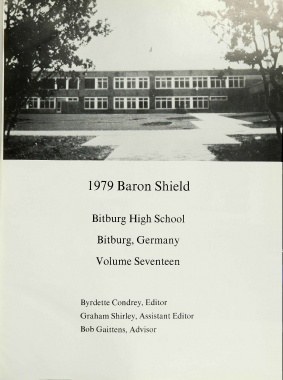 1979 Baron Shield
Bitburg High School
Bitburg, Germany
Volume Seventeen
Byrdette Condrey, Editor
Graham Shirley, Assistant Editor
Bob Gaittens, Advisor